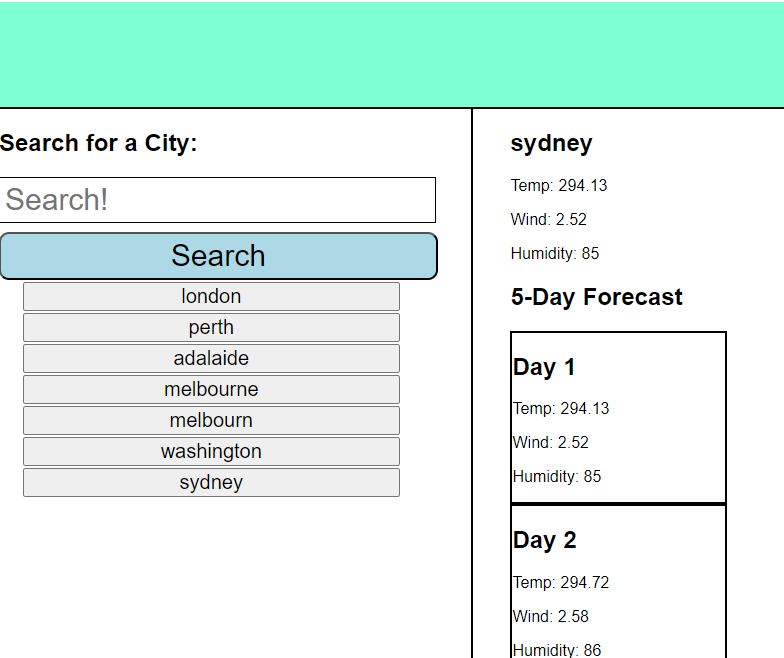 Search for a City:
Search!
Search
london
perth
adalaide
melbourne
melbourn
washington
sydney
sydney
Temp: 294.13
Wind: 2.52
Humidity: 85
5-Day Forecast
Day 1
Temp: 294.13
Wind: 2.52
Humidity: 85
Day 2
Temp: 294.72
Wind: 2.58
Humidity: 86